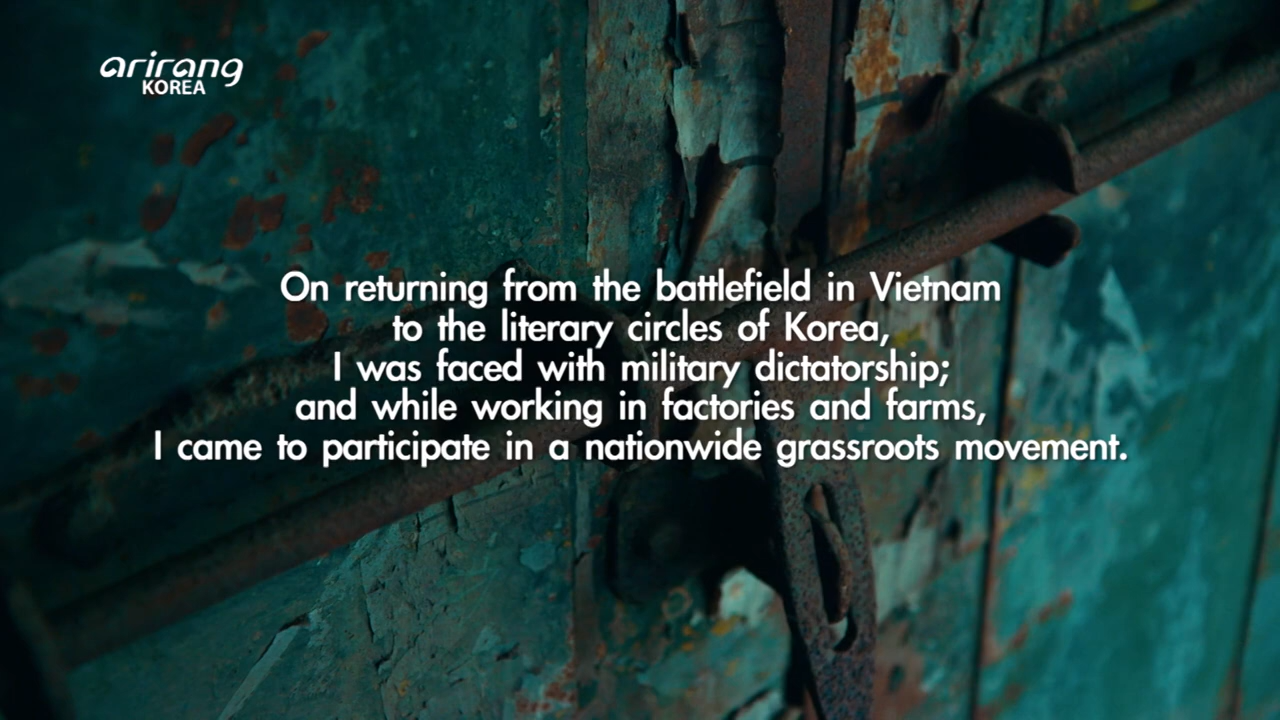 arirang
KOREA
On returning from the battlefield in Vietnam
to the literary circles of Korea,
I was faced with military dictatorship;
and while working in factories and farms,
I came to participate in a nationwide grassroots movement.